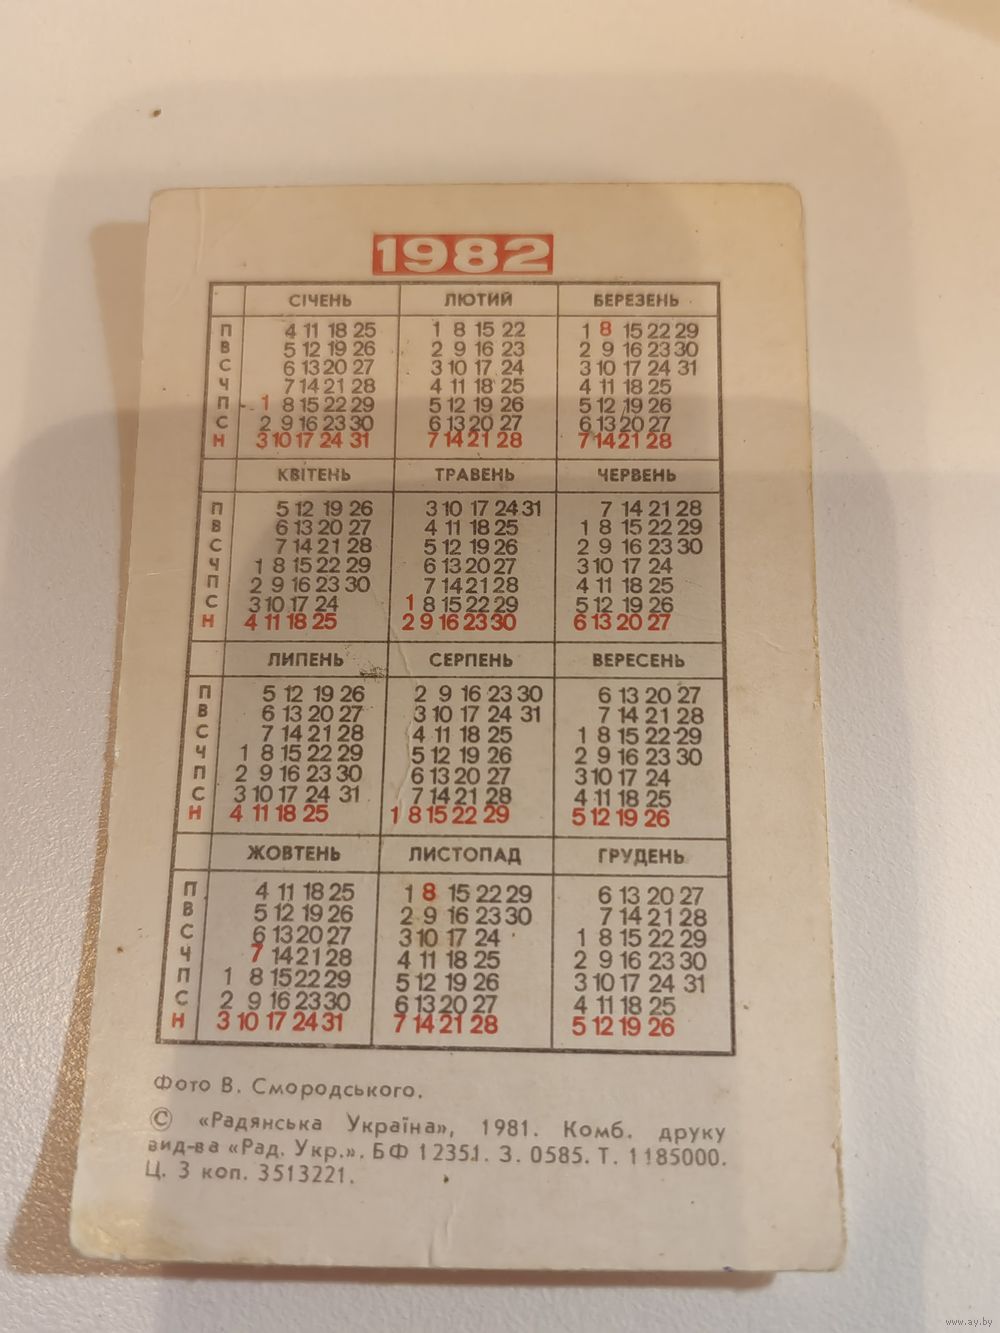 1982
СІЧЕНЬ ЛЮТИЙ БЕРЕЗЕНЬ
П 4 11 18 25 1 8 15 22 1 8 15 22 29
В 5 12 19 26 2 9 16 23 2 9 16 23 30
С 6 13 20 27 3 10 17 24 3 10 17 24 31
Ч 7 14 21 28 4 11 18 25 4 11 18 25
П 1 8 15 22 29 5 12 19 26 5 12 19 26
С 2 9 16 23 30 6 13 20 27 6 13 20 27
Н 3 10 17 24 31 7 14 21 28 7 14 21 28
КВІТЕНЬ ТРАВЕНЬ ЧЕРВЕНЬ
П 5 12 19 26 3 10 17 24 31 7 14 21 28
В 6 13 20 27 4 11 18 25 1 8 15 22 29
С 7 14 21 28 5 12 19 26 2 9 16 23 30
Ч 1 8 15 22 29 6 13 20 27 3 10 17 24
П 2 9 16 23 30 7 14 21 28 4 11 18 25
С 3 10 17 24 1 8 15 22 29 5 12 19 26
Н 4 11 18 25 2 9 16 23 30 6 13 20 27
ЛИПЕНЬ СЕРПЕНЬ ВЕРЕСЕНЬ
П 5 12 19 26 2 9 16 23 30 6 13 20 27
В 6 13 20 27 3 10 17 24 31 7 14 21 28
С 7 14 21 28 4 11 18 25 1 8 15 22 29
Ч 1 8 15 22 29 5 12 19 26 2 9 16 23 30
П 2 9 16 23 30 6 13 20 27 3 10 17 24
С 3 10 17 24 31 7 14 21 28 4 11 18 25
Н 4 11 18 25 1 8 15 22 29 5 12 19 26
ЖОВТЕНЬ ЛИСТОПАД ГРУДЕНЬ
П 4 11 18 25 1 8 15 22 29 6 13 20 27
В 5 12 19 26 2 9 16 23 30 7 14 21 28
С 6 13 20 27 3 10 17 24 1 8 15 22 29
Ч 7 14 21 28 4 11 18 25 2 9 16 23 30
П 1 8 15 22 29 5 12 19 26 3 10 17 24 31
С 2 9 16 23 30 6 13 20 27 4 11 18 25
Н 3 10 17 24 31 7 14 21 28 5 12 19 26
Фото В. Смородського.
© «Радянська Україна», 1981. Комб. друку
вид-ва «Рад. Укр.». БФ 12351. З. 0585. Т. 1185000.
Ц. 3 коп. 3513221.
www.ay.by